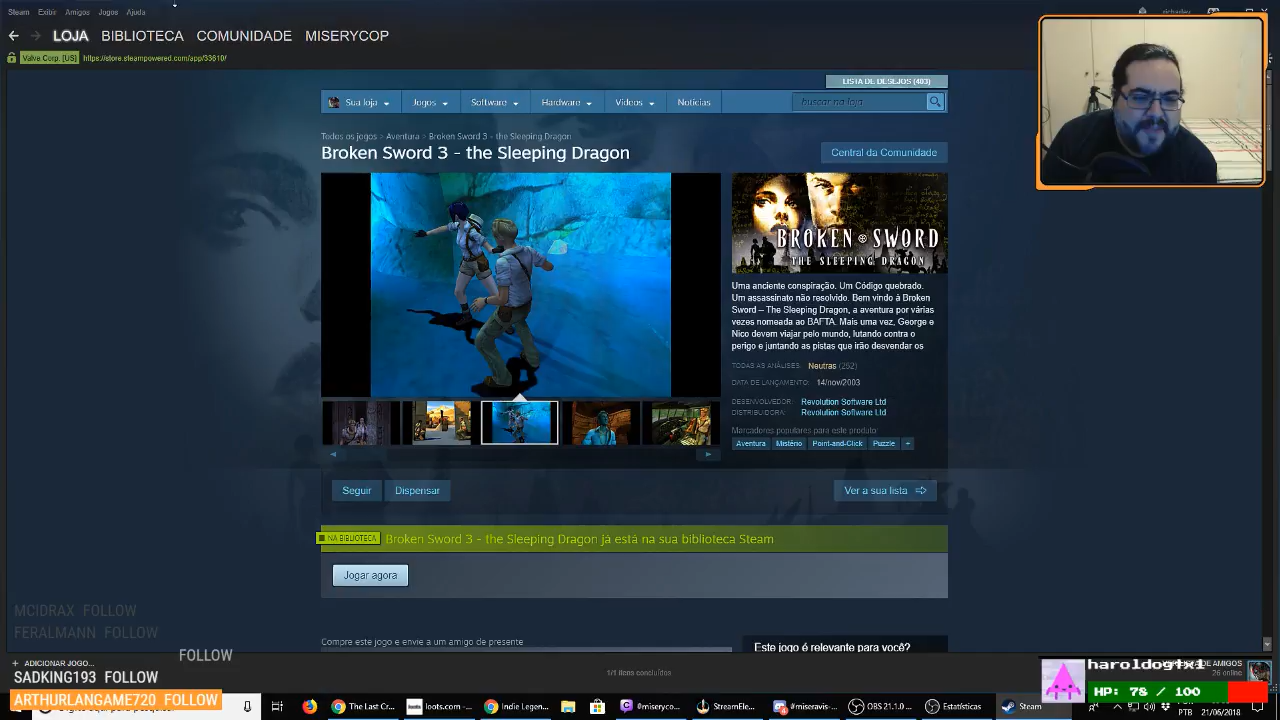 Steam Exibir Amigos Jogos Ajuda
LOJA BIBLIOTECA COMUNIDADE MISERYCOP
Valve Corp. [US] https://store.steampowered.com/app/33610/
LISTA DE DESEJOS (403)
Sua loja Jogos Software Hardware Vídeos Notícias buscar na loja
Todos os jogos > Aventura > Broken Sword 3 - the Sleeping Dragon
Broken Sword 3 - the Sleeping Dragon
Central da Comunidade
BROKEN SWORD
THE SLEEPING DRAGON
Uma anciente conspiração. Um Código quebrado.
Um assassinato não resolvido. Bem vindo à Broken
Sword – The Sleeping Dragon, a aventura por várias
vezes nomeada ao BAFTA. Mais uma vez, George e
Nico devem viajar pelo mundo, lutando contra o
perigo e juntando as pistas que irão desvendar os
TODAS AS ANÁLISES: Neutras (252)
DATA DE LANÇAMENTO: 14/nov/2003
DESENVOLVEDOR: Revolution Software Ltd
DISTRIBUIDORA: Revolution Software Ltd
Marcadores populares para este produto:
Aventura Mistério Point-and-Click Puzzle +
Seguir Dispensar Ver a sua lista
NA BIBLIOTECA Broken Sword 3 - the Sleeping Dragon já está na sua biblioteca Steam
Jogar agora
MCIDRAX FOLLOW
FERALMANN FOLLOW
FOLLOW
SADKING193 FOLLOW
ARTHURLANGAME720 FOLLOW
Compre este jogo e envie a um amigo de presente
Este jogo é relevante para você?
+ ADICIONAR JOGO...
1/1 itens concluídos
DE AMIGOS
26 online
HP: 78 / 100
The Last loots.com - Indie Legen... #miserycop StreamEle... #miseravis... OBS 21.1.0 Estatísticas Steam
PTB 21/06/2018